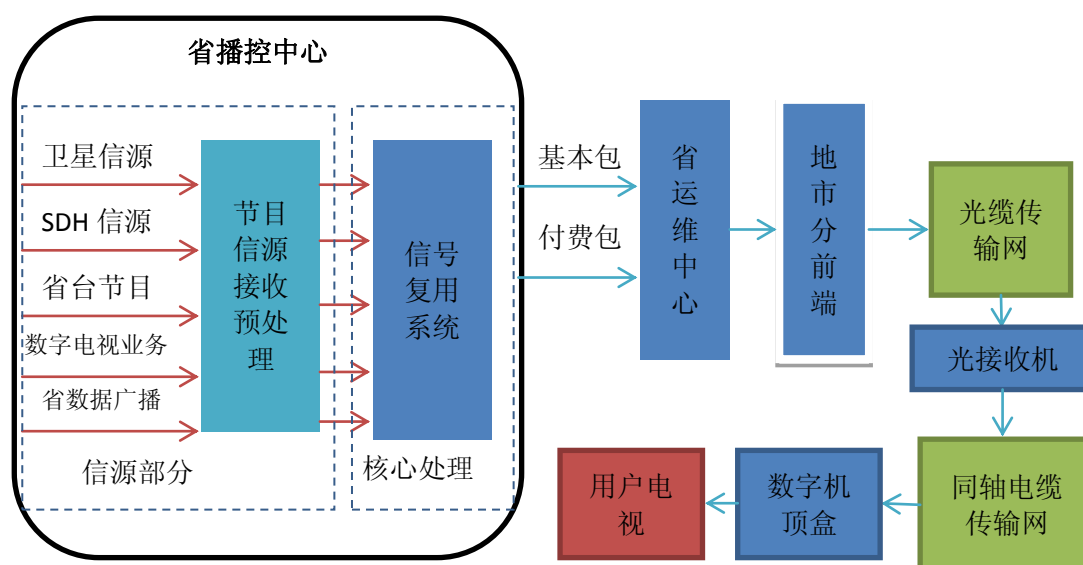 省播控中心
卫星信源
SDH 信源
省台节目
数字电视业务
省数据广播
信源部分
节目
信源
接收
预处
理
信号
复用
系统
核心处理
基本包
付费包
省
运
维
中
心
地
市
分
前
端
光缆传
输网
光接收机
同轴电缆
传输网
数字机
顶盒
用户电
视